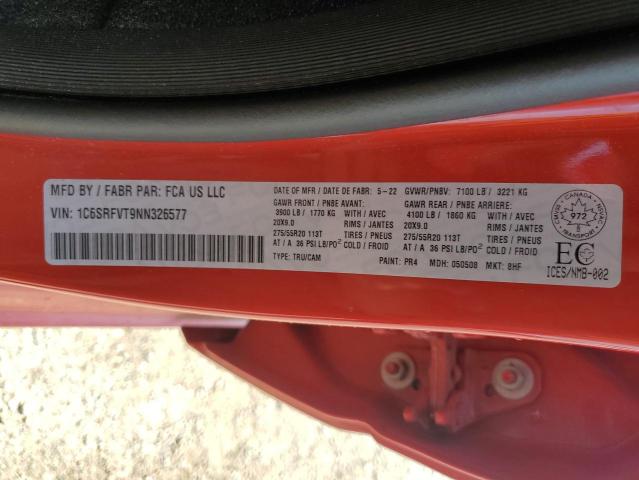 MFD BY / FABR PAR: FCA US LLC
VIN: 1C6SRFVT9NN326577
DATE OF MFR / DATE DE FABR: 5-22
GAWR FRONT / PNBE AVANT:
3900 LB / 1770 KG WITH / AVEC
20X9.0 RIMS / JANTES
275/55R20 113T TIRES / PNEUS
AT / A 36 PSI LB/PO² COLD / FROID
TYPE: TRU/CAM
GVWR/PNBV: 7100 LB / 3221 KG
GAWR REAR / PNBE ARRIERE:
4100 LB / 1860 KG WITH / AVEC
20X9.0 RIMS / JANTES
275/55R20 113T TIRES / PNEUS
AT / A 36 PSI LB/PO² COLD / FROID
PAINT: PR4 MDH: 050508 MKT: 8HF
CANADA
CMVSS NSVAC
972
TRANSPORT
EC
ICES/NMB-002